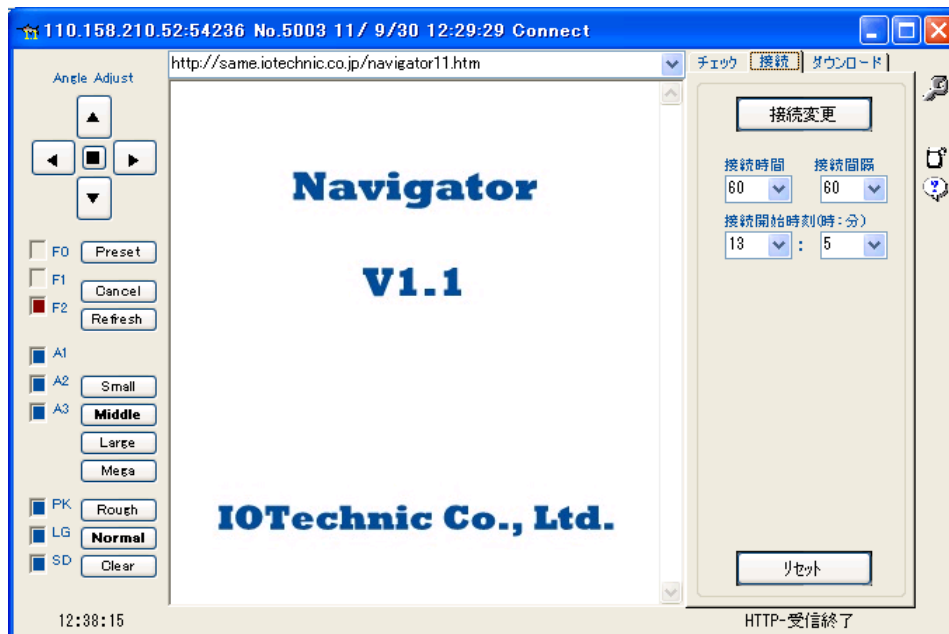 110.158.210.52:54236 No.5003 11/ 9/30 12:29:29 Connect
Angle Adjust
http://same.iotechnic.co.jp/navigator11.htm
チェック 接続 ダウンロード
接続変更
接続時間 接続間隔
60 60
接続開始時刻(時:分)
13 : 5
F0 Preset
F1
Cancel
F2
Refresh
A1
A2 Small
A3 Middle
Large
Mega
PK Rough
LG Normal
SD Clear
Navigator
V1.1
IOTechnic Co., Ltd.
リセット
12:38:15
HTTP-受信終了